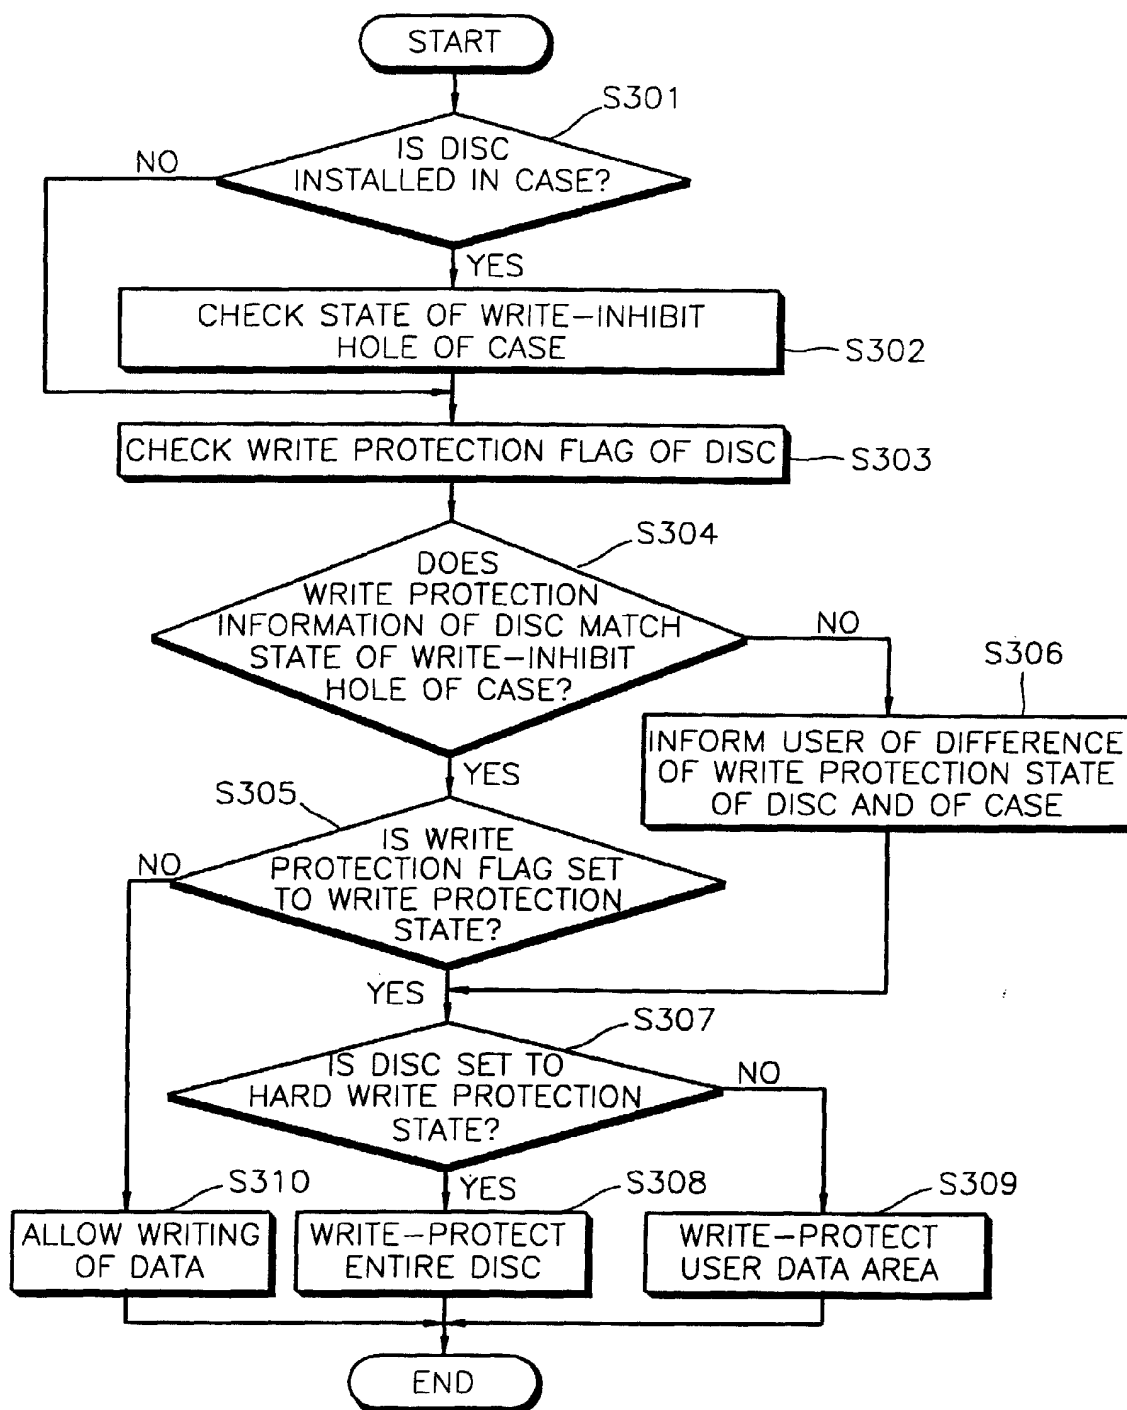 START
S301
IS DISC
INSTALLED IN CASE?
NO
YES
CHECK STATE OF WRITE-INHIBIT
HOLE OF CASE
S302
CHECK WRITE PROTECTION FLAG OF DISC
S303
S304
DOES
WRITE PROTECTION
INFORMATION OF DISC MATCH
STATE OF WRITE-INHIBIT
HOLE OF CASE?
NO
YES
S306
INFORM USER OF DIFFERENCE
OF WRITE PROTECTION STATE
OF DISC AND OF CASE
S305
IS WRITE
PROTECTION FLAG SET
TO WRITE PROTECTION
STATE?
NO
YES
S307
IS DISC SET TO
HARD WRITE PROTECTION
STATE?
NO
YES
S310
ALLOW WRITING
OF DATA
S308
WRITE-PROTECT
ENTIRE DISC
S309
WRITE-PROTECT
USER DATA AREA
END